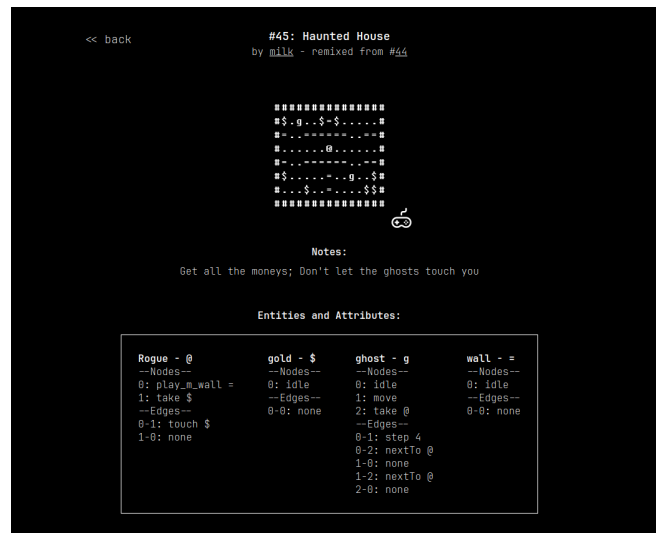 << back
#45: Haunted House
by milk - remixed from #44
###############
#$.g..$=$.....#
#=..======..==#
#......@......#
#-..------..--#
#$.....=..g..$#
#...$..=....$$#
###############
Notes:
Get all the moneys; Don't let the ghosts touch you
Entities and Attributes:
Rogue - @
--Nodes--
0: play_m_wall =
1: take $
--Edges--
0-1: touch $
1-0: none
gold - $
--Nodes--
0: idle
--Edges--
0-0: none
ghost - g
--Nodes--
0: idle
1: move
2: take @
--Edges--
0-1: step 4
0-2: nextTo @
1-0: none
1-2: nextTo @
2-0: none
wall - =
--Nodes--
0: idle
--Edges--
0-0: none